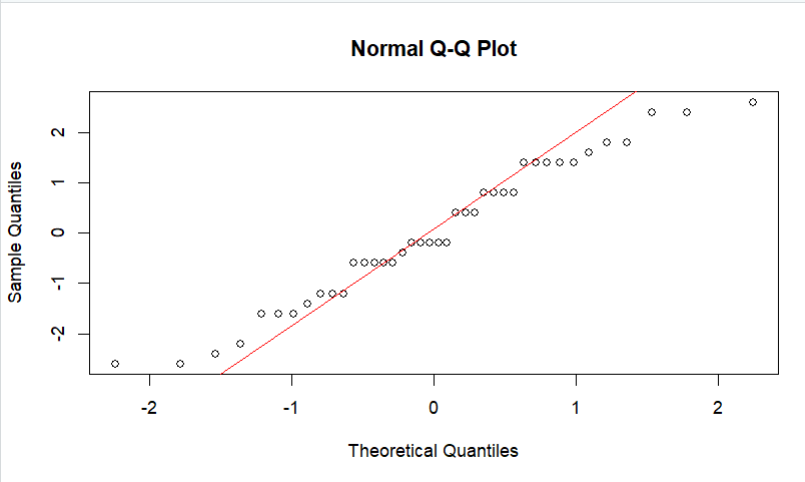 Normal Q-Q Plot
Sample Quantiles
2
1
0
-1
-2
-2 -1 0 1 2
Theoretical Quantiles